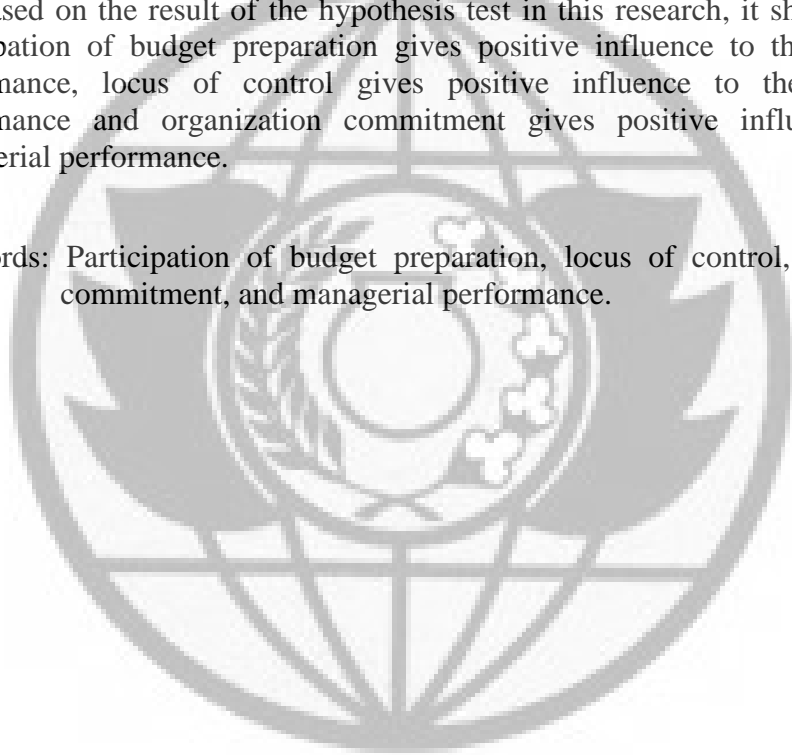 ased on the result of the hypothesis test in this research, it sh
pation of budget preparation gives positive influence to th
mance, locus of control gives positive influence to the
mance and organization commitment gives positive influ
erial performance.
rds: Participation of budget preparation, locus of control,
commitment, and managerial performance.